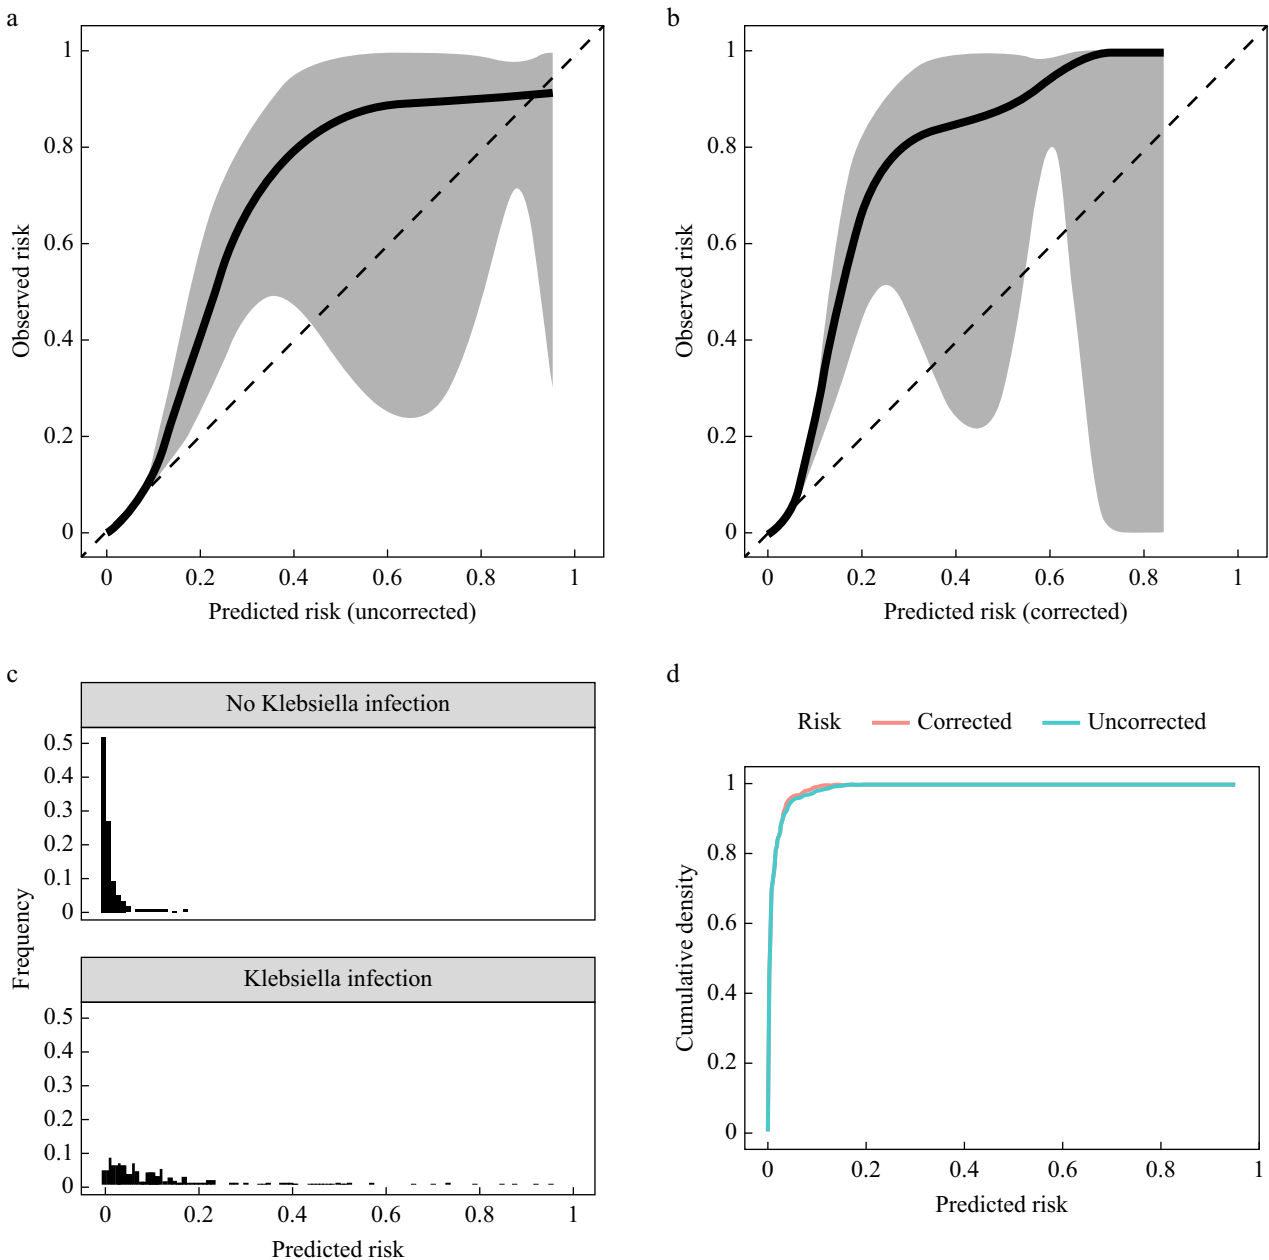 a
1
0.8
0.6
0.4
0.2
0
Observed risk
0 0.2 0.4 0.6 0.8 1
Predicted risk (uncorrected)
b
1
0.8
0.6
0.4
0.2
0
Observed risk
0 0.2 0.4 0.6 0.8 1
Predicted risk (corrected)
c
No Klebsiella infection
0.5
0.4
0.3
0.2
0.1
0
Frequency
Klebsiella infection
0.5
0.4
0.3
0.2
0.1
0
0 0.2 0.4 0.6 0.8 1
Predicted risk
d
Risk Corrected Uncorrected
1
0.8
0.6
0.4
0.2
0
Cumulative density
0 0.2 0.4 0.6 0.8 1
Predicted risk